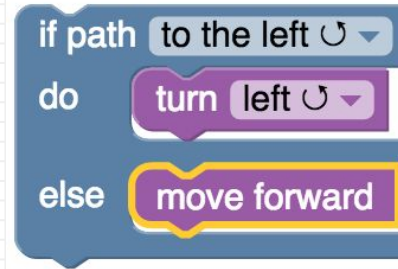 if path to the left ↺
do turn left ↺
else move forward